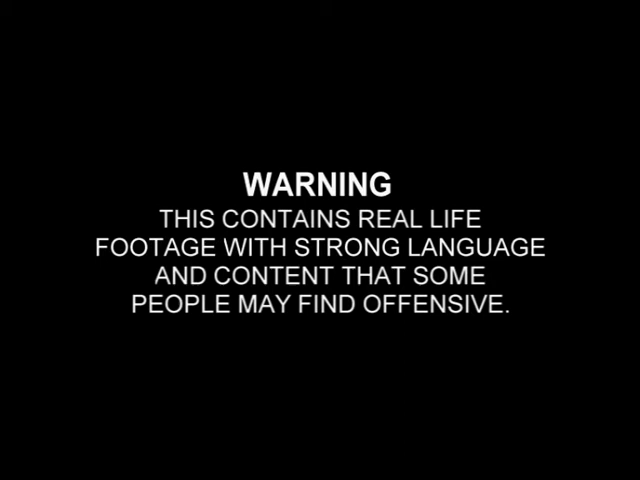 WARNING
THIS CONTAINS REAL LIFE
FOOTAGE WITH STRONG LANGUAGE
AND CONTENT THAT SOME
PEOPLE MAY FIND OFFENSIVE.